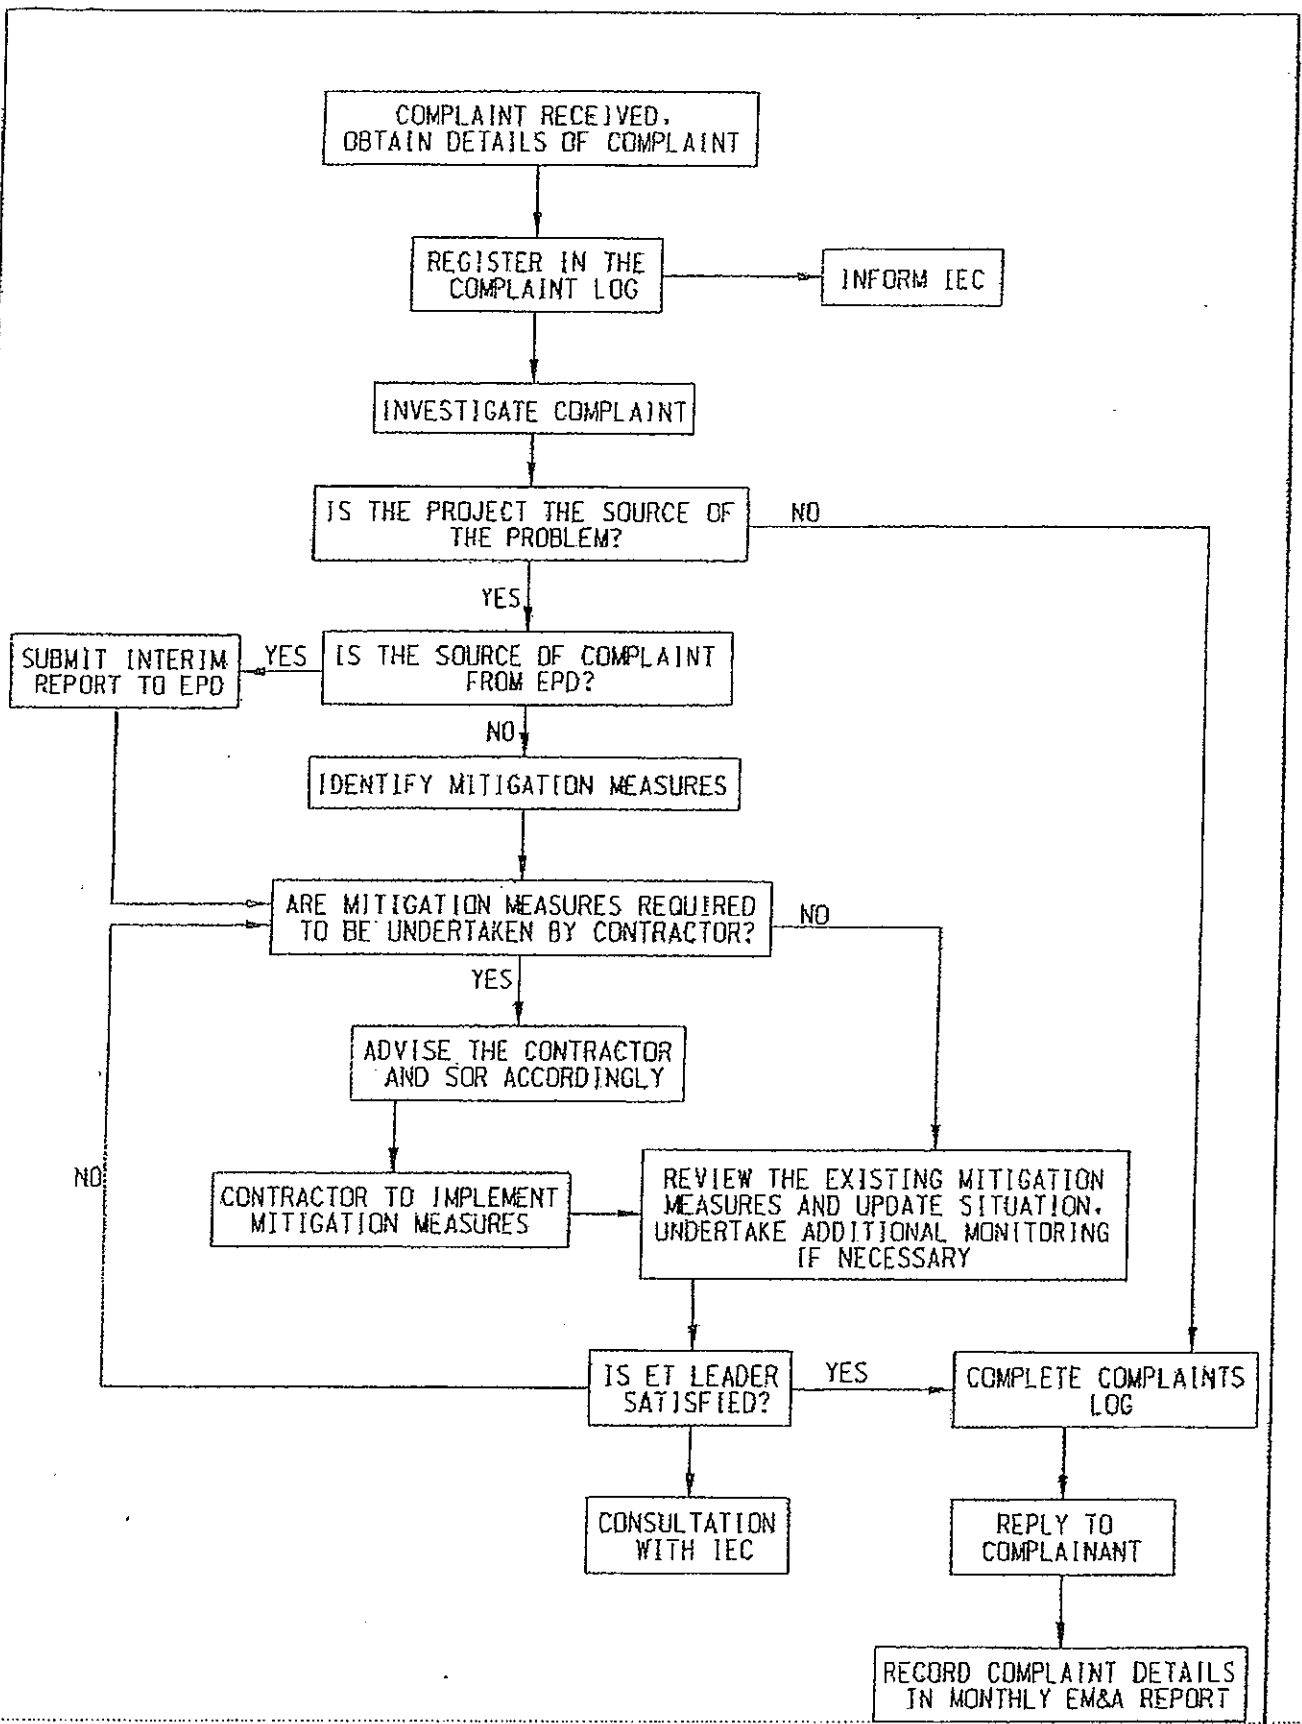 COMPLAINT RECEIVED.
OBTAIN DETAILS OF COMPLAINT
REGISTER IN THE
COMPLAINT LOG
INFORM IEC
INVESTIGATE COMPLAINT
IS THE PROJECT THE SOURCE OF
THE PROBLEM?
NO
YES
SUBMIT INTERIM
REPORT TO EPD
YES
IS THE SOURCE OF COMPLAINT
FROM EPD?
NO
IDENTIFY MITIGATION MEASURES
ARE MITIGATION MEASURES REQUIRED
TO BE UNDERTAKEN BY CONTRACTOR?
NO
YES
ADVISE THE CONTRACTOR
AND SOR ACCORDINGLY
NO
CONTRACTOR TO IMPLEMENT
MITIGATION MEASURES
REVIEW THE EXISTING MITIGATION
MEASURES AND UPDATE SITUATION.
UNDERTAKE ADDITIONAL MONITORING
IF NECESSARY
IS ET LEADER
SATISFIED?
YES
COMPLETE COMPLAINTS
LOG
CONSULTATION
WITH IEC
REPLY TO
COMPLAINANT
RECORD COMPLAINT DETAILS
IN MONTHLY EM&A REPORT